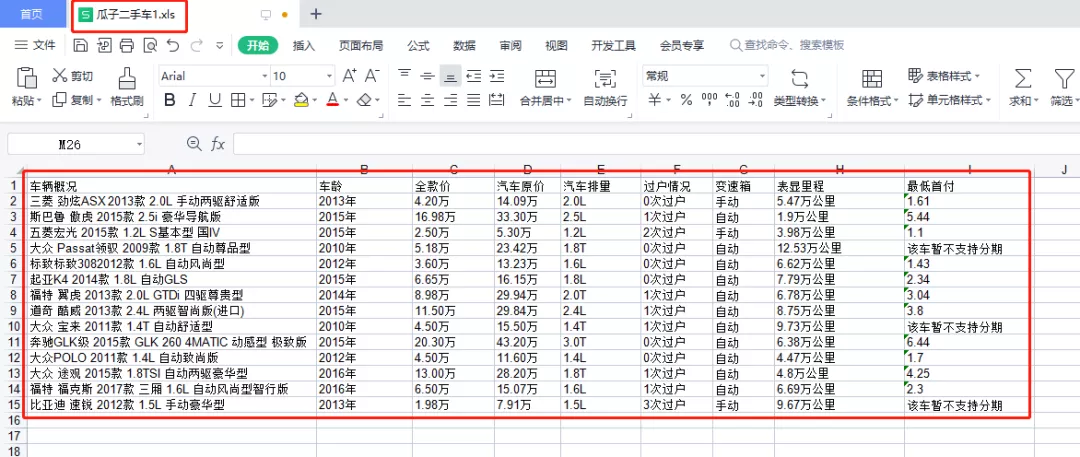 首页 S 瓜子二手车1.xls +
文件 开始 插入 页面布局 公式 数据 审阅 视图 开发工具 会员专享 查找命令、搜索模板
剪切 Arial 10 A+ A- 常规 表格样式
粘贴 复制 格式刷 B I U A 合并居中 自动换行 ¥ % 000 类型转换 条件格式 单元格样式 求和 筛选
M26 fx
A B C D E F G H I J
1 车辆概况 车龄 全款价 汽车原价 汽车排量 过户情况 变速箱 表显里程 最低首付
2 三菱 劲炫ASX 2013款 2.0L 手动两驱舒适版 2013年 4.20万 14.09万 2.0L 0次过户 手动 5.47万公里 1.61
3 斯巴鲁 傲虎 2015款 2.5i 豪华导航版 2015年 16.98万 33.30万 2.5L 1次过户 自动 1.9万公里 5.44
4 五菱宏光 2015款 1.2L S基本型 国IV 2015年 2.50万 5.30万 1.2L 2次过户 手动 3.98万公里 1.1
5 大众 Passat领驭 2009款 1.8T 自动尊品型 2010年 5.18万 23.42万 1.8T 0次过户 自动 12.53万公里 该车暂不支持分期
6 标致标致3082012款 1.6L 自动风尚型 2012年 3.60万 13.23万 1.6L 0次过户 自动 6.62万公里 1.43
7 起亚K4 2014款 1.8L 自动GLS 2015年 6.65万 16.15万 1.8L 0次过户 自动 7.79万公里 2.34
8 福特 翼虎 2013款 2.0L GTDi 四驱尊贵型 2014年 8.98万 29.94万 2.0T 1次过户 自动 6.78万公里 3.04
9 道奇 酷威 2013款 2.4L 两驱智尚版(进口) 2015年 11.50万 29.84万 2.4L 1次过户 自动 8.75万公里 3.8
10 大众 宝来 2011款 1.4T 自动舒适型 2010年 4.50万 15.50万 1.4T 1次过户 自动 9.73万公里 该车暂不支持分期
11 奔驰GLK级 2015款 GLK 260 4MATIC 动感型 极致版 2015年 20.30万 43.20万 3.0T 0次过户 自动 6.38万公里 6.44
12 大众POLO 2011款 1.4L 自动致尚版 2012年 4.50万 11.60万 1.4L 0次过户 自动 4.47万公里 1.7
13 大众 途观 2015款 1.8TSI 自动两驱豪华型 2016年 13.00万 28.20万 1.8T 1次过户 自动 4.8万公里 4.25
14 福特 福克斯 2017款 三厢 1.6L 自动风尚型智行版 2016年 6.50万 15.07万 1.6L 1次过户 自动 6.69万公里 2.3
15 比亚迪 速锐 2012款 1.5L 手动豪华型 2013年 1.98万 7.91万 1.5L 3次过户 手动 9.67万公里 该车暂不支持分期
16
17
18